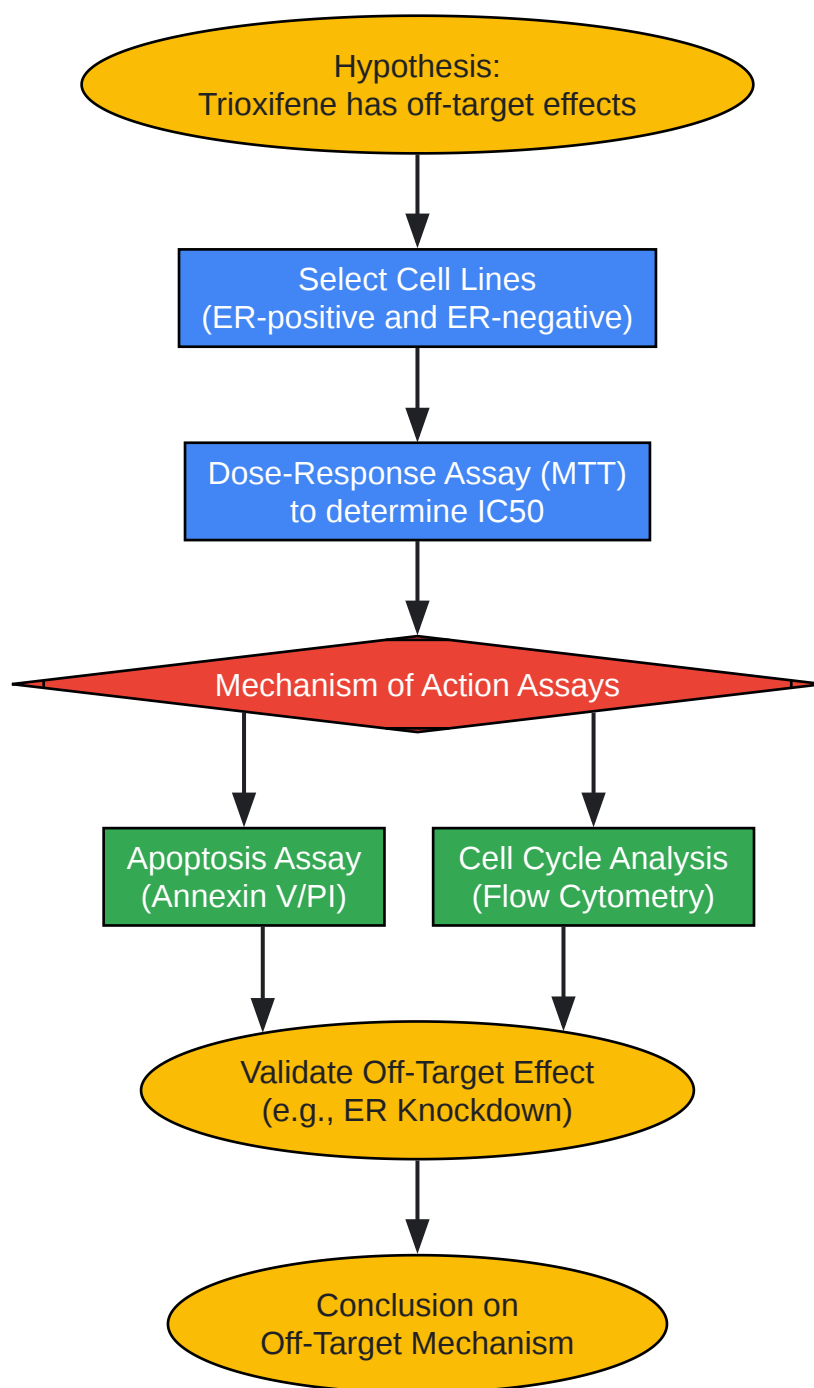 Hypothesis:
Trioxifene has off-target effects
Select Cell Lines
(ER-positive and ER-negative)
Dose-Response Assay (MTT)
to determine IC50
Mechanism of Action Assays
Apoptosis Assay
(Annexin V/PI)
Cell Cycle Analysis
(Flow Cytometry)
Validate Off-Target Effect
(e.g., ER Knockdown)
Conclusion on
Off-Target Mechanism